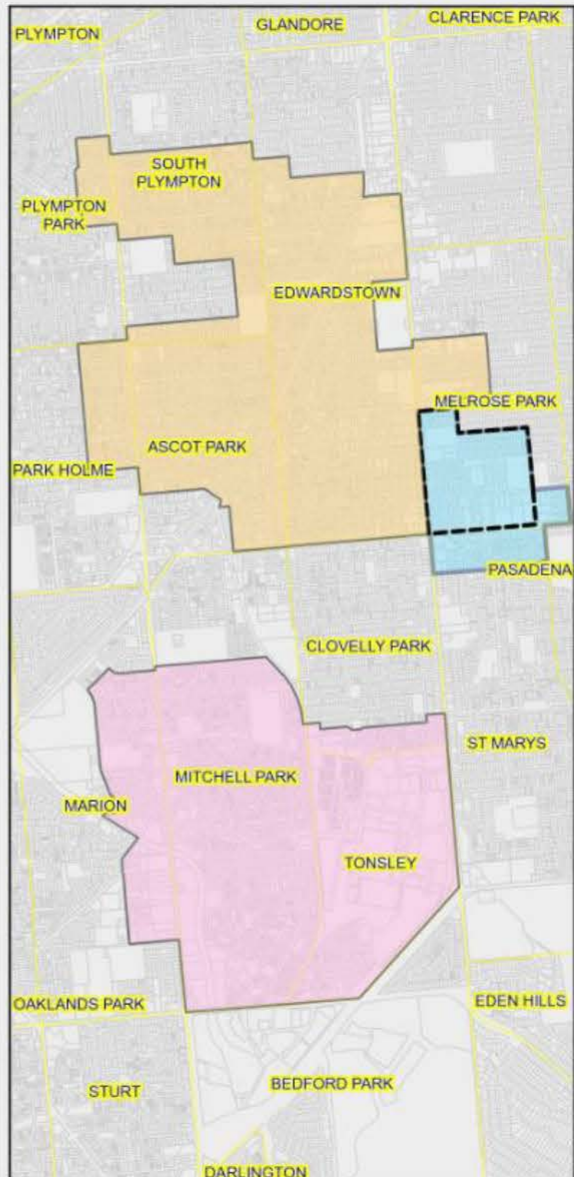 PLYMPTON
GLANDORE
CLARENCE PARK
SOUTH
PLYMPTON
PLYMPTON
PARK
EDWARDSTOWN
MELROSE PARK
ASCOT PARK
PARK HOLME
PASADENA
CLOVELLY PARK
ST MARYS
MITCHELL PARK
MARION
TONSLEY
OAKLANDS PARK
EDEN HILLS
STURT
BEDFORD PARK
DARLINGTON